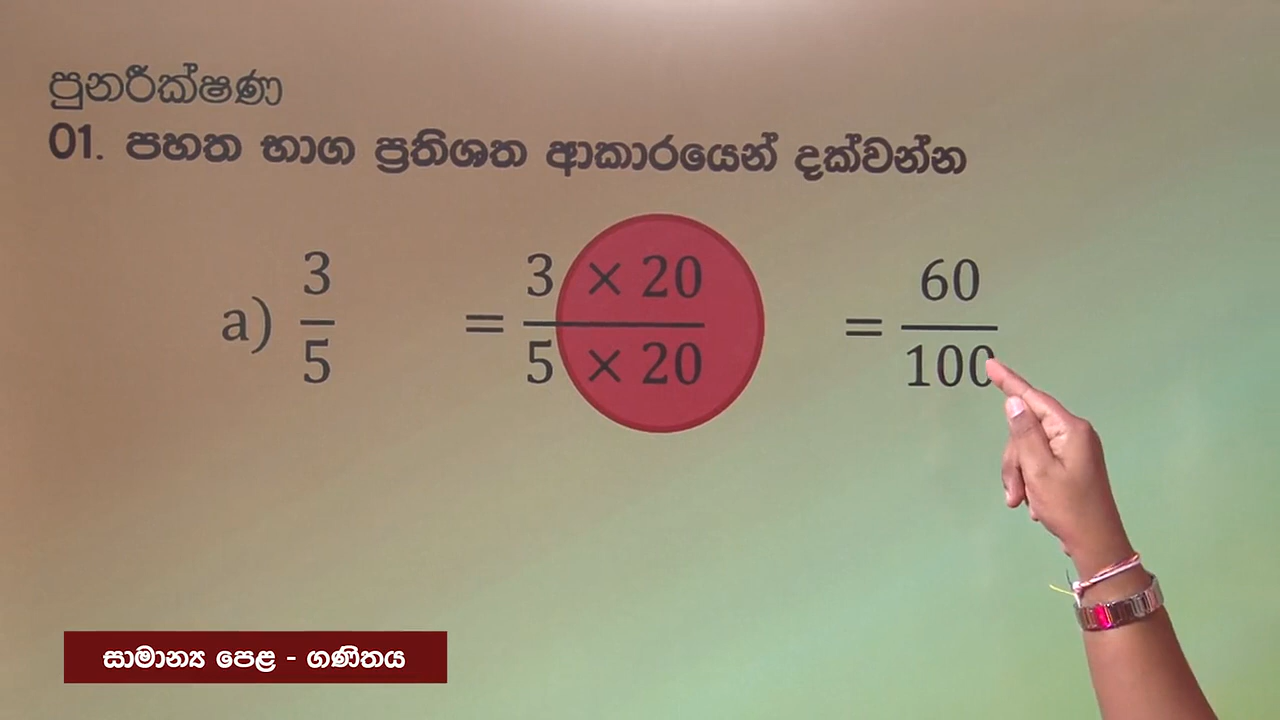 පුනරීක්ෂණ
01. පහත භාග ප්‍රතිශත ආකාරයෙන් දක්වන්න
a) 3/5 = 3 × 20 / 5 × 20 = 60/100
සාමාන්‍ය පෙළ - ගණිතය